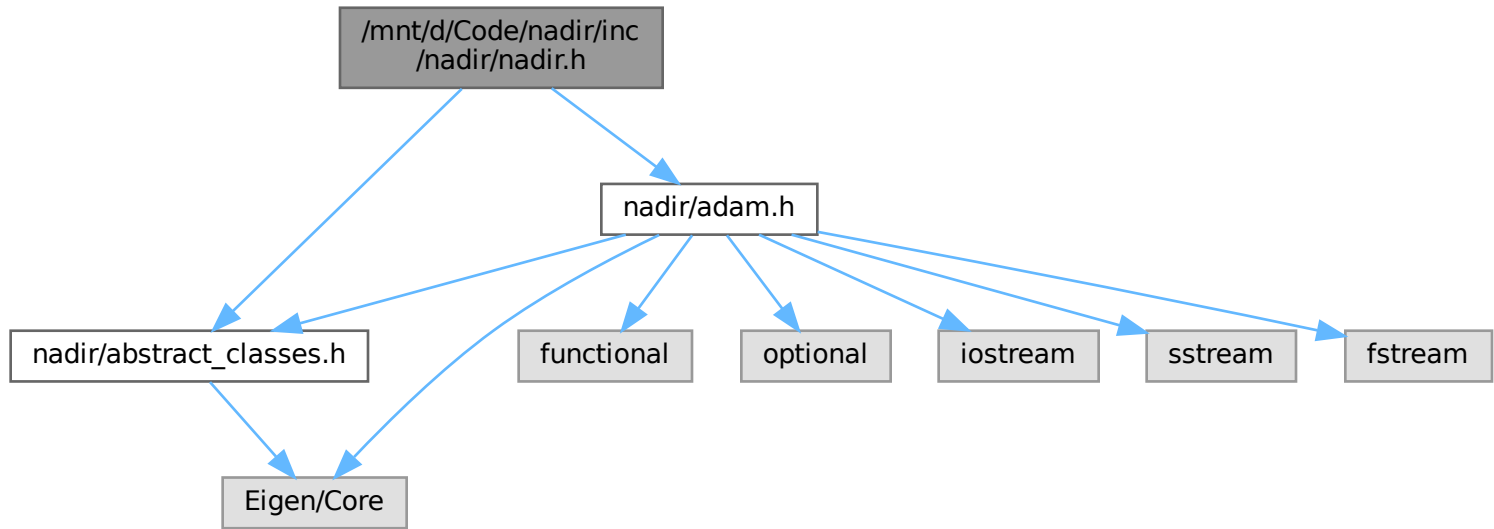 /mnt/d/Code/nadir/inc
/nadir/nadir.h
nadir/adam.h
nadir/abstract_classes.h
functional
optional
iostream
sstream
fstream
Eigen/Core